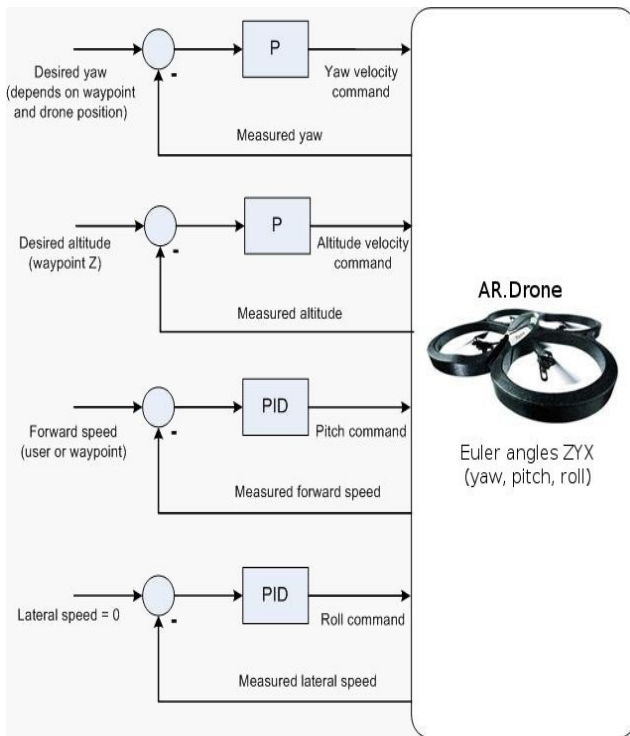 P
Desired yaw
(depends on waypoint
and drone position)
-
Yaw velocity
command
Measured yaw
P
Desired altitude
(waypoint Z)
-
Altitude velocity
command
Measured altitude
PID
Forward speed
(user or waypoint)
-
Pitch command
Measured forward speed
PID
Lateral speed = 0
-
Roll command
Measured lateral speed
AR.Drone
Euler angles ZYX
(yaw, pitch, roll)